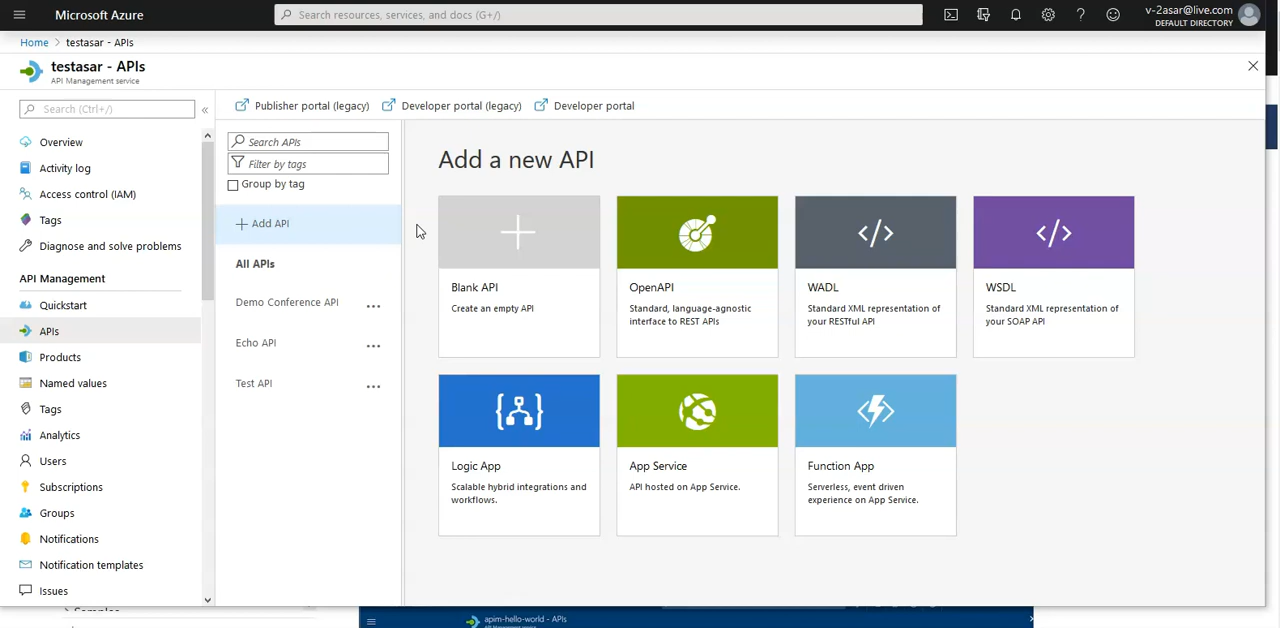 Microsoft Azure
Search resources, services, and docs (G+/)
v-2asar@live.com
DEFAULT DIRECTORY
Home > testasar - APIs
testasar - APIs
API Management service
Search (Ctrl+/)
«
Overview
Activity log
Access control (IAM)
Tags
Diagnose and solve problems
API Management
Quickstart
APIs
Products
Named values
Tags
Analytics
Users
Subscriptions
Groups
Notifications
Notification templates
Issues
Publisher portal (legacy)
Developer portal (legacy)
Developer portal
Search APIs
Filter by tags
Group by tag
+ Add API
All APIs
Demo Conference API ...
Echo API ...
Test API ...
Add a new API
Blank API
Create an empty API
OpenAPI
Standard, language-agnostic
interface to REST APIs
WADL
Standard XML representation of
your RESTful API
WSDL
Standard XML representation of
your SOAP API
Logic App
Scalable hybrid integrations and
workflows.
App Service
API hosted on App Service.
Function App
Serverless, event driven
experience on App Service.
apim-hello-world - APIs